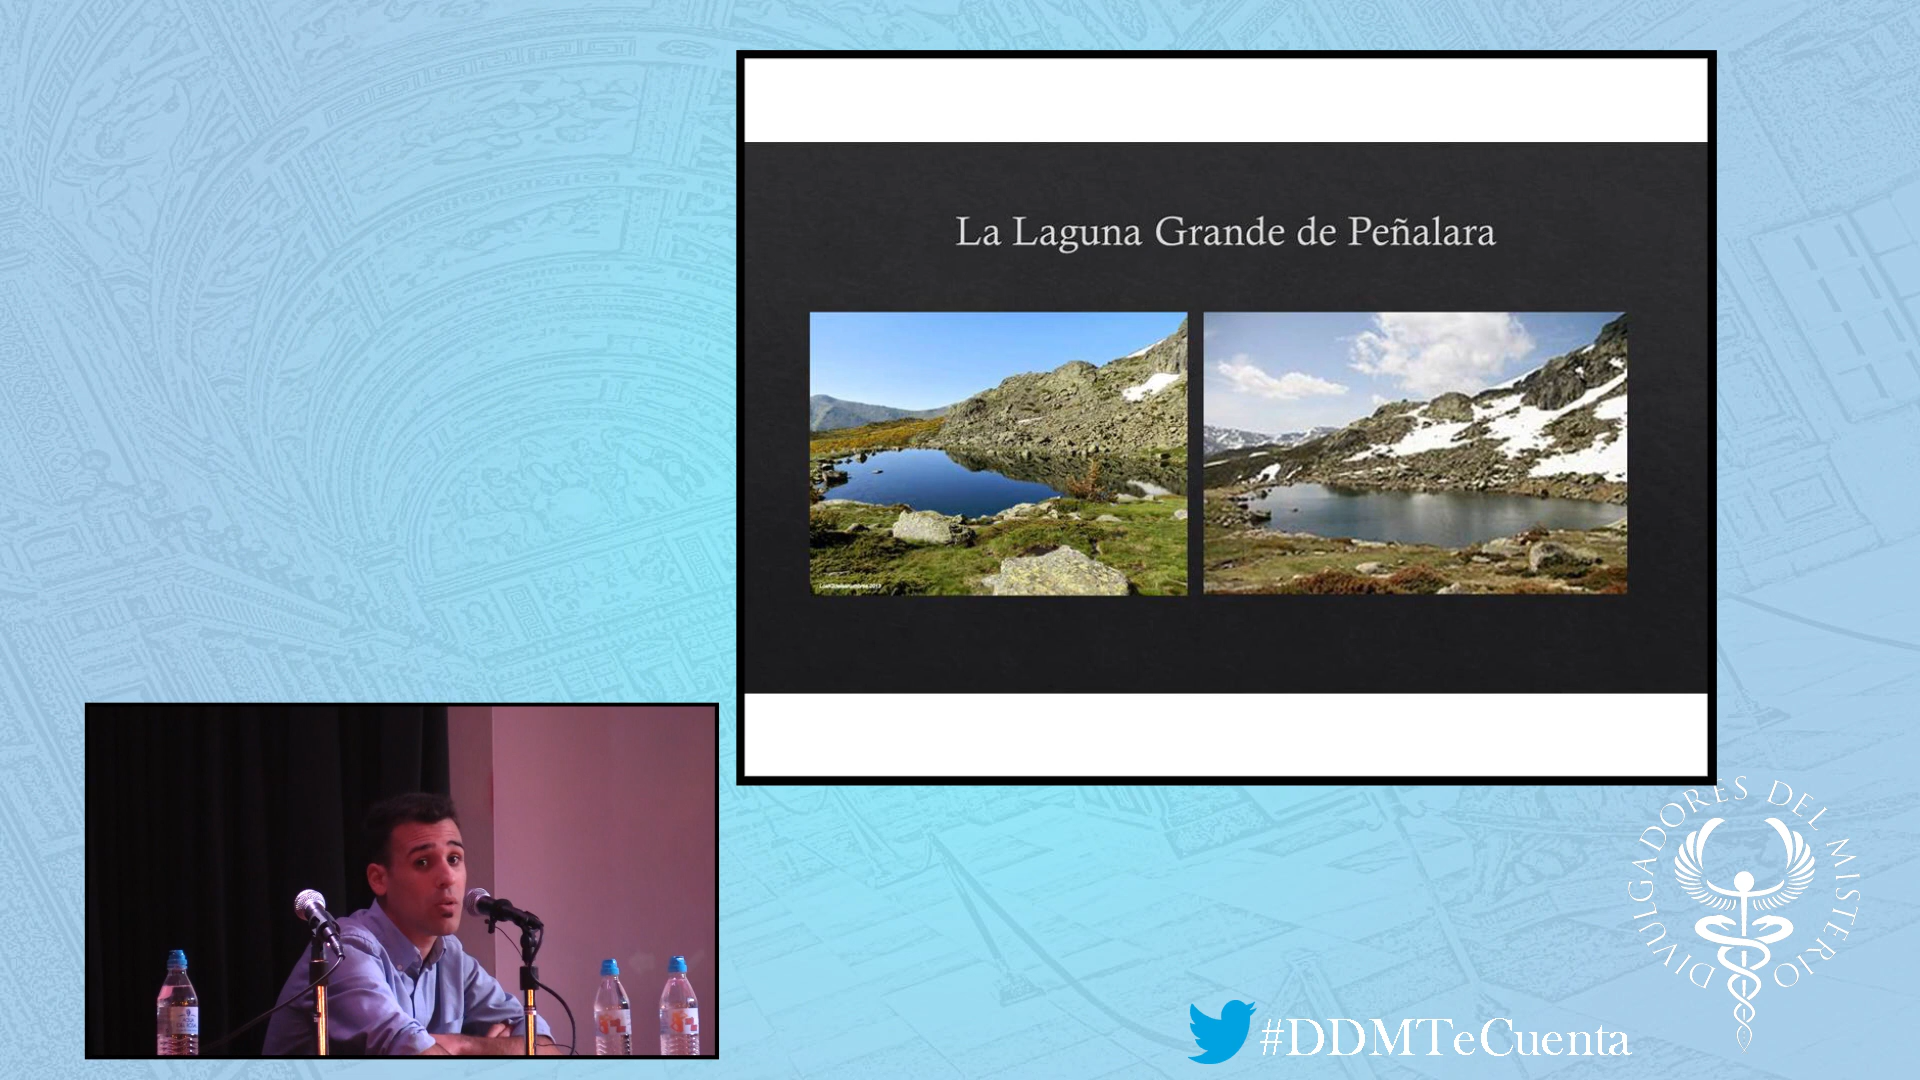 La Laguna Grande de Peñalara
DIVULGADORES DEL MISTERIO
#DDMTeCuenta